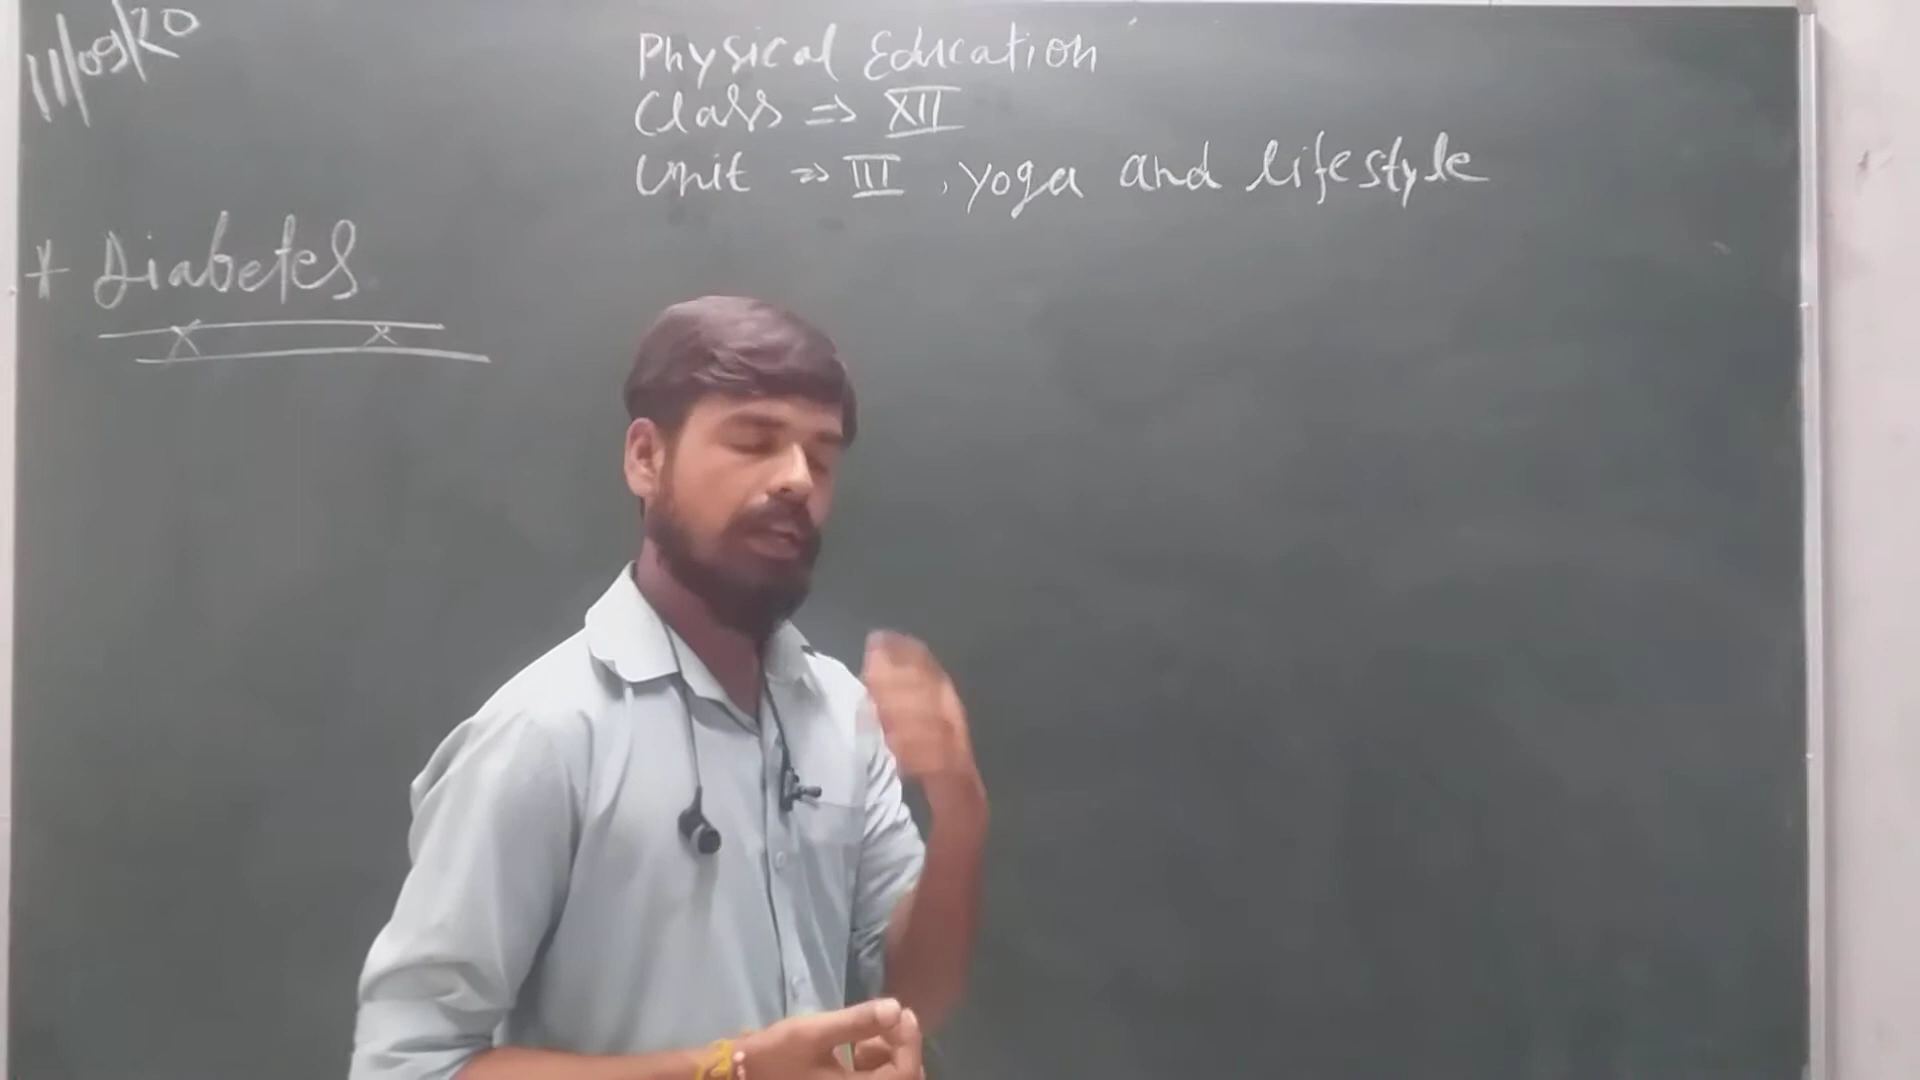 11/09/20
Physical Education
Class => XII
Unit => III, yoga and lifestyle
* Diabetes